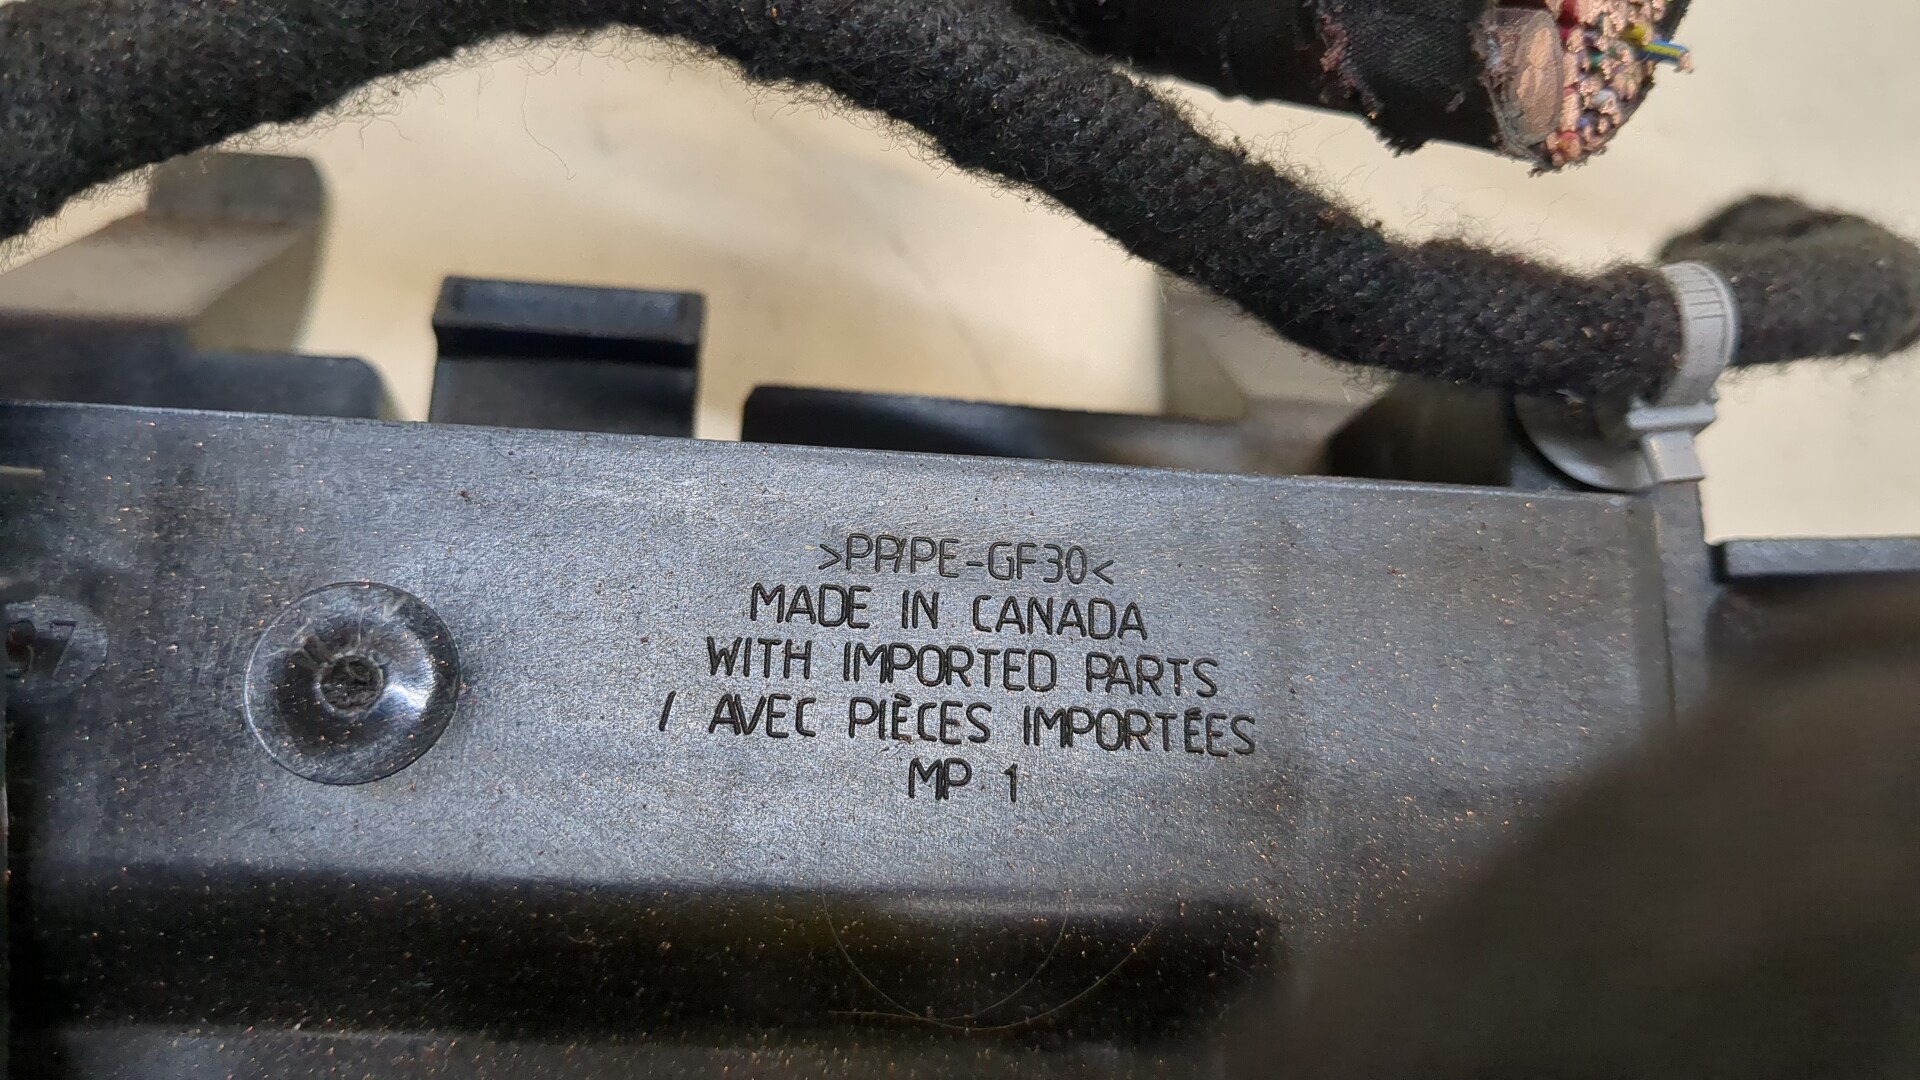 >PP/PE-GF30<
MADE IN CANADA
WITH IMPORTED PARTS
/ AVEC PIÈCES IMPORTÉES
MP 1